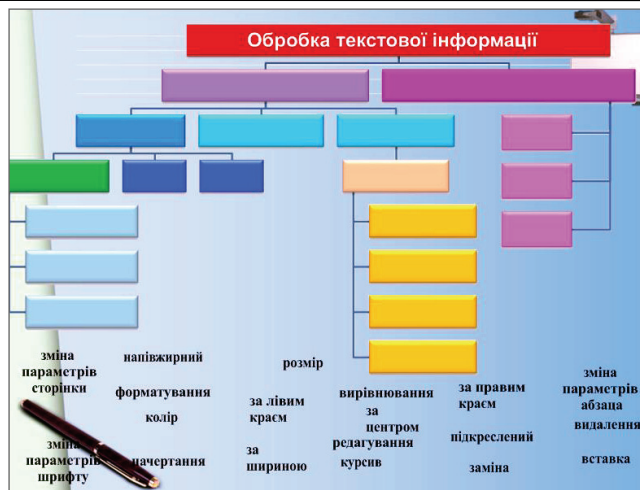 Обробка текстової інформації
зміна
параметрів
сторінки
напівжирний
форматування
колір
розмір
за лівим
краєм
вирівнювання
за
центром
за правим
краєм
зміна
параметрів
абзаца
видалення
зміна
параметрів
шрифту
начертання
за
шириною
редагування
курсив
підкреслений
заміна
вставка